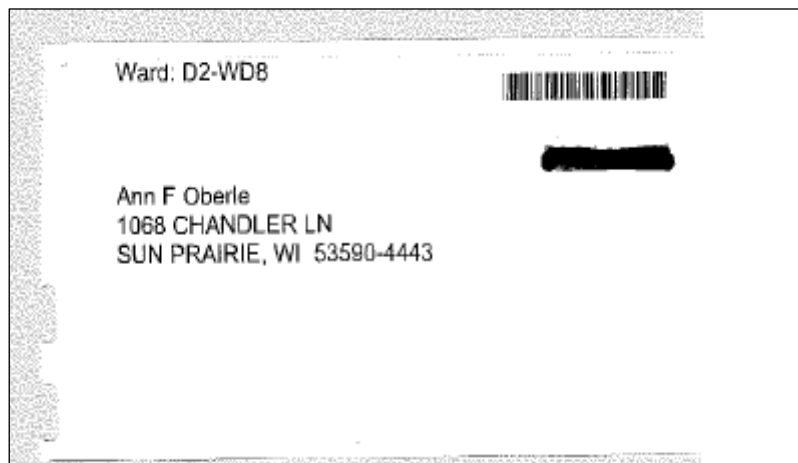 Ward: D2-WD8
Ann F Oberle
1068 CHANDLER LN
SUN PRAIRIE, WI 53590-4443